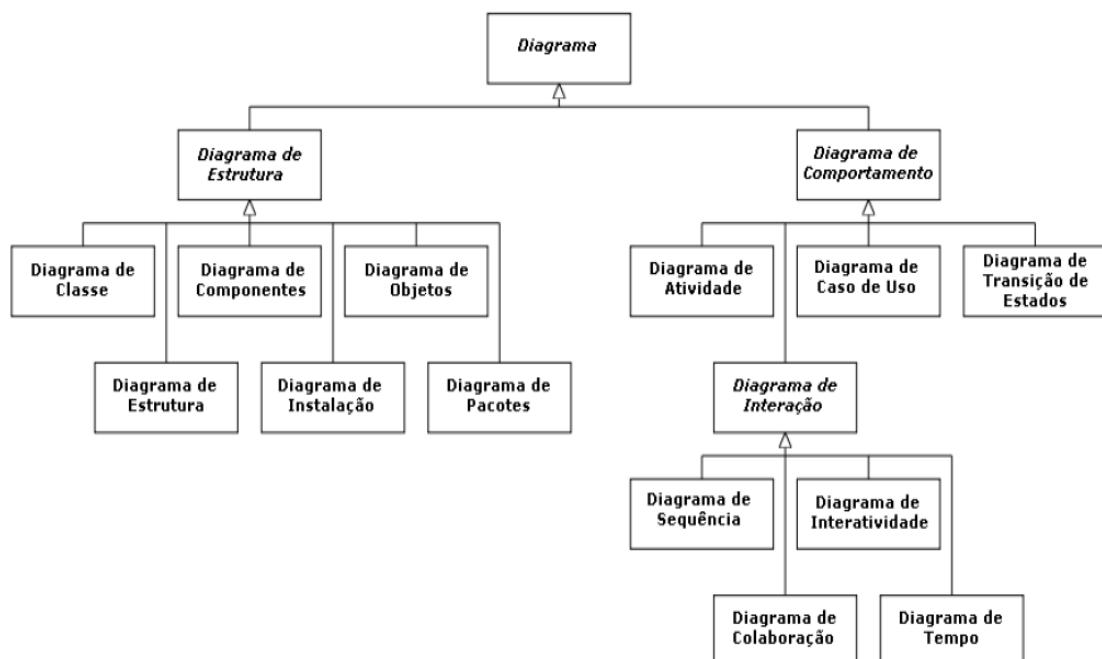 Diagrama
Diagrama de
Estrutura
Diagrama de
Comportamento
Diagrama de
Classe
Diagrama de
Componentes
Diagrama de
Objetos
Diagrama de
Atividade
Diagrama de
Caso de Uso
Diagrama de
Transição de
Estados
Diagrama de
Estrutura
Diagrama de
Instalação
Diagrama de
Pacotes
Diagrama de
Interação
Diagrama de
Sequência
Diagrama de
Interatividade
Diagrama de
Colaboração
Diagrama de
Tempo